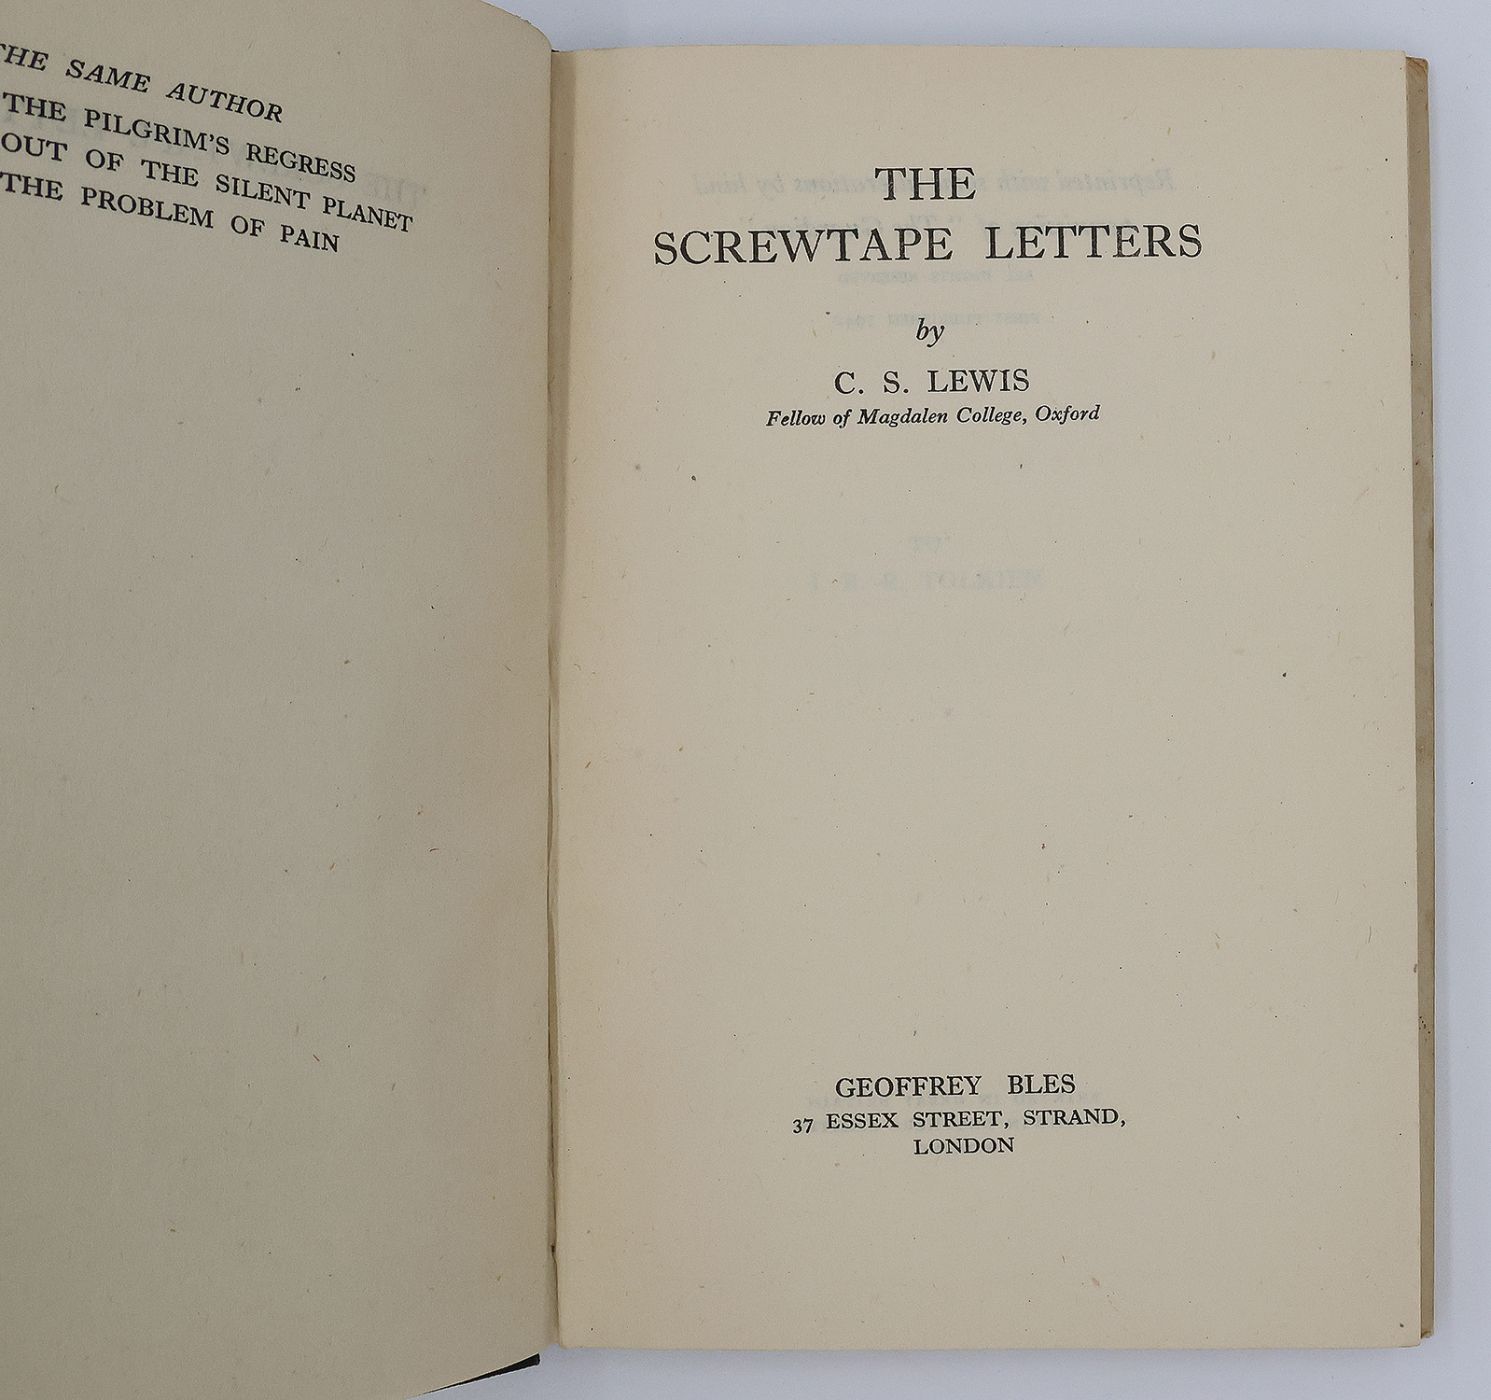 THE SAME AUTHOR
THE PILGRIM'S REGRESS
OUT OF THE SILENT PLANET
THE PROBLEM OF PAIN
THE
SCREWTAPE LETTERS
by
C. S. LEWIS
Fellow of Magdalen College, Oxford
GEOFFREY BLES
37 ESSEX STREET, STRAND,
LONDON